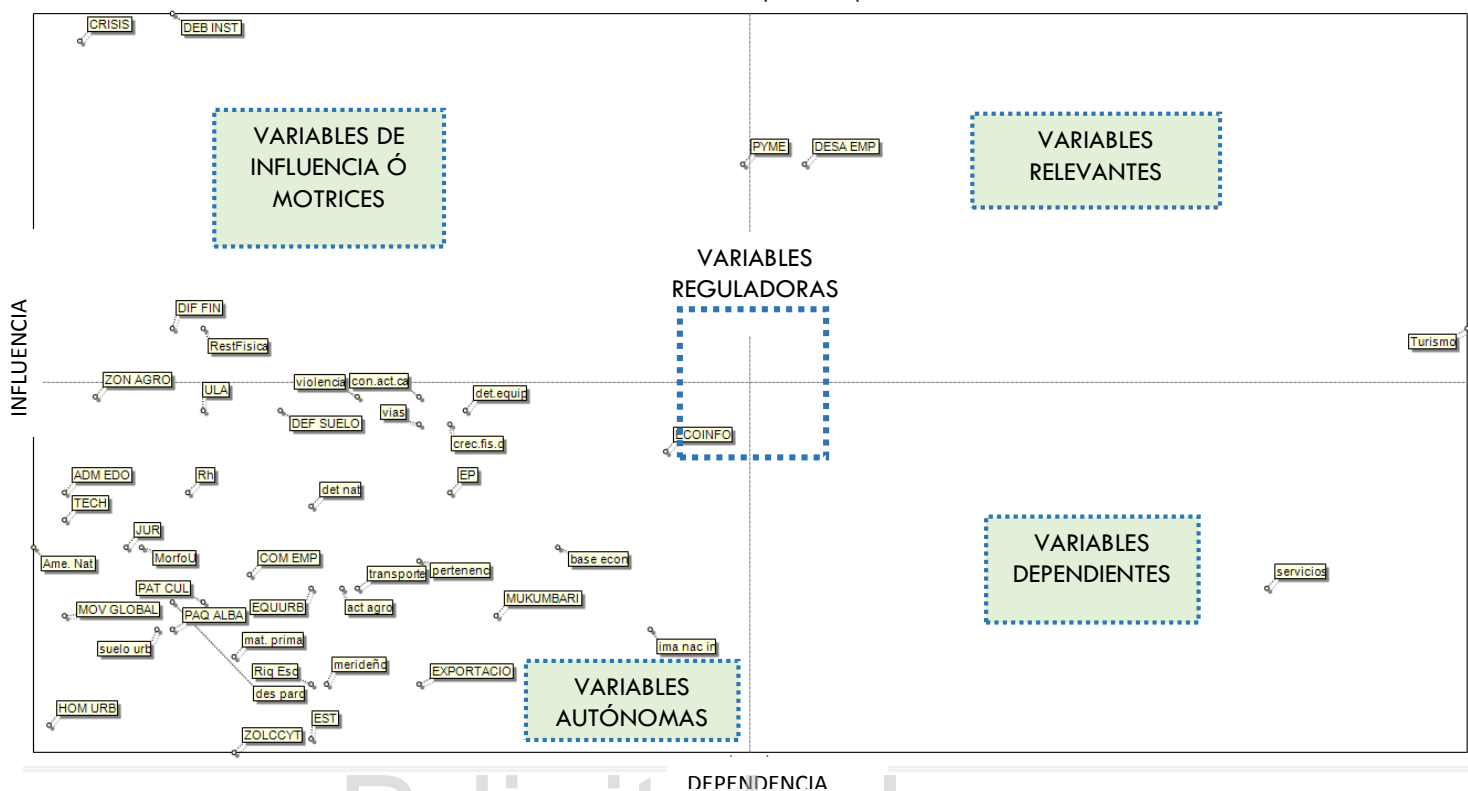 CRISIS
DEB INST
VARIABLES DE
INFLUENCIA Ó
MOTRICES
PYME
DESA EMP
VARIABLES
RELEVANTES
VARIABLES
REGULADORAS
DIF FIN
RestFisica
Turismo
INFLUENCIA
ZON AGRO
ULA
violencia
con.act.ca
det.equip
DEF SUELO
vias
crec.fis.d
ECOINFO
ADM EDO
Rh
det nat
EP
TECH
JUR
MorfoU
Ame. Nat
COM EMP
base econ
transporte
pertenenc
VARIABLES
DEPENDIENTES
servicios
PAT CUL
MOV GLOBAL
PAQ ALBA
EQUURB
act agro
MUKUMBARI
suelo urb
mat. prima
ima nac in
Riq Esc
merideño
EXPORTACIO
des parc
VARIABLES
AUTÓNOMAS
HOM URB
EST
ZOLCCYT
DEPENDENCIA